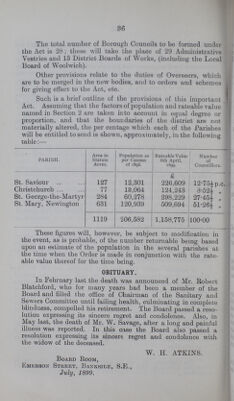 36
The total number of Borough Councils to be formed under
the Act is 28; these will take the place of 29 Administrative
Vestries and 13 District Boards of Works, (including the Local
Board of Woolwich).
Other provisions relate to the duties of Overseers, which
are to be merged in the new bodies, and to orders and schemes
for giving effect to the Act, etc.
Such is a brief outline of the provisions of this important
Act. Assuming that the factors of population and rateable value
named in Section 2 are taken into account in equal degree or
proportion, and that the boundaries of the district are not
materially altered, the percentage which each of the Parishes
will be entitled to send is shown, approximately, in the following
table:—
PARISH. Area in Statute Acres. Population as per Census of 1896. Rateable Value 6th April, 1899. Number of Councillors.
£
St. Saviour ... ... 127 12,301 220,609 12·75½ p.c.
Christchurch ... ... 77 13,064 124,243 8·52½ „
St. George-the-Martyr 284 60,278 298,229 27·45½ „
St. Mary, Newington 631 120,939 509,694 51·26½ „
1119 206,582 1,158,775 100·00
These figures will, however, be subject to modification in
the event, as is probable, of the number returnable being based
upon an estimate of the population in the several parishes at
the time when the Order is made in conjunction with the rate-
able value thereof for the time being.
OBITUARY.
In February last the death was announced of Mr. Robert
Blatchford, who for many years had been a member of the
Board and filled the office of Chairman of the Sanitary and
Sewers Committee until failing health, culminating in complete
blindness, compelled his retirement. The Board passed a reso-
lution expressing its sincere regret and condolence. Also, in
May last, the death of Mr. W. Savage, after a long and painful
illness was reported. In this case the Board also passed a
resolution expressing its sincere regret and condolence with
the widow of the deceased.
W. H. ATKINS.
BOARD ROOM,
EMERSON STREET, BANKSIDE, S.E.,
July, 1899.